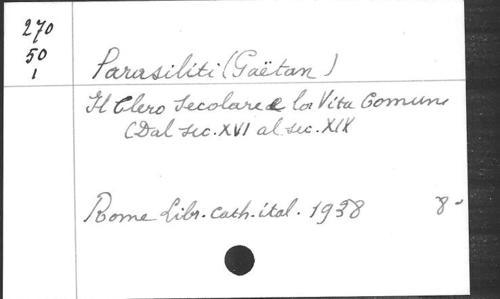 270
50
1
Parasiliti (Gaëtan)
Il Clero Secolare e la Vita Comune
(Dal sec. XVI al sec. XIX
Rome Libr. cath. ital. 1938 8-